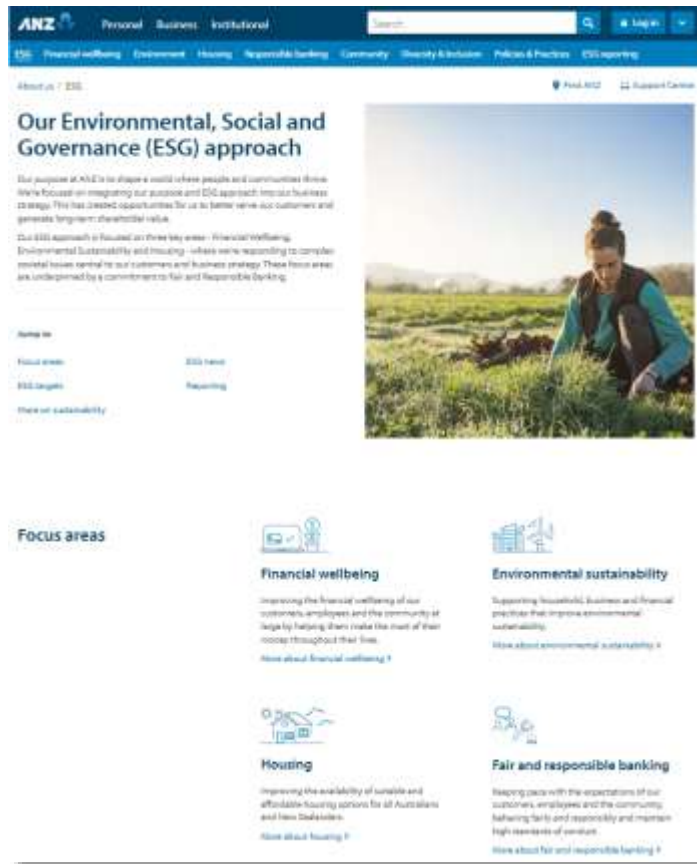 ANZ Personal Business Institutional Search Log in
ESG Financial wellbeing Environment Housing Responsible banking Community Diversity & Inclusion Policies & Practices ESG reporting
About us / ESG Find ANZ Support Centre
Our Environmental, Social and
Governance (ESG) approach
Our purpose at ANZ is to shape a world where people and communities thrive.
We're focused on integrating our purpose and ESG approach into our business
strategy. This has created opportunities for us to better serve our customers and
generate long-term shareholder value.
Our ESG approach is focused on three key areas - Financial Wellbeing,
Environmental Sustainability and Housing - where we're responding to complex
societal issues central to our customers and business strategy. These focus areas
are underpinned by a commitment to Fair and Responsible Banking.
Jump to
Focus areas ESG news
ESG targets Reporting
More on sustainability
Focus areas
Financial wellbeing
Improving the financial wellbeing of our
customers, employees and the community at
large by helping them make the most of their
money throughout their lives.
More about financial wellbeing
Environmental sustainability
Supporting household, business and financial
practices that improve environmental
sustainability.
More about environmental sustainability
Housing
Improving the availability of suitable and
affordable housing options for all Australians
and New Zealanders.
More about housing
Fair and responsible banking
Keeping pace with the expectations of our
customers, employees and the community,
behaving fairly and responsibly and maintain
high standards of conduct.
More about fair and responsible banking